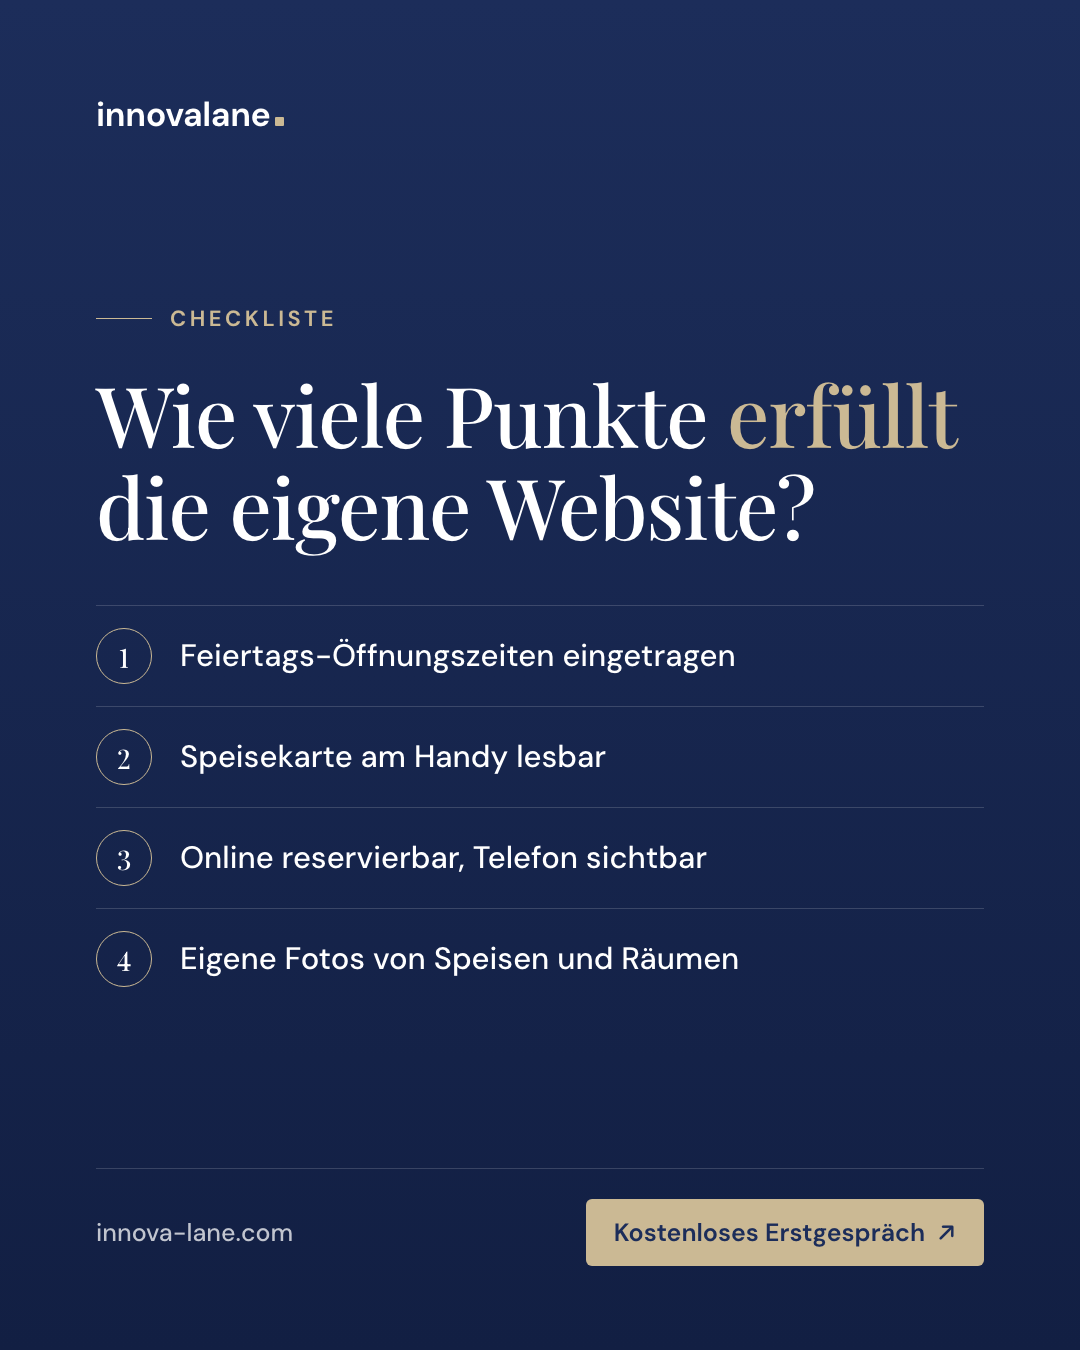 innovalane.
CHECKLISTE
Wie viele Punkte erfüllt
die eigene Website?
1 Feiertags-Öffnungszeiten eingetragen
2 Speisekarte am Handy lesbar
3 Online reservierbar, Telefon sichtbar
4 Eigene Fotos von Speisen und Räumen
innova-lane.com
Kostenloses Erstgespräch ↗